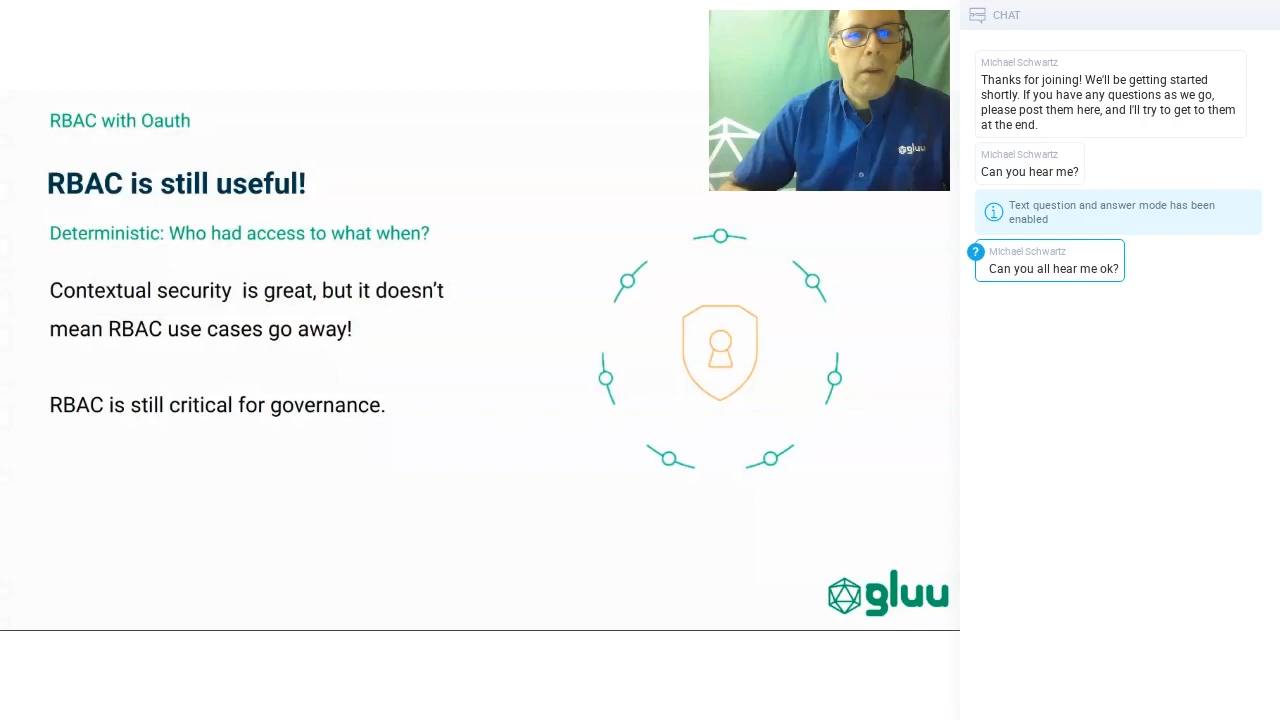 RBAC with Oauth
RBAC is still useful!
Deterministic: Who had access to what when?
Contextual security  is great, but it doesn't
mean RBAC use cases go away!
RBAC is still critical for governance.
gluu
gluu
CHAT
Michael Schwartz
Thanks for joining! We'll be getting started
shortly. If you have any questions as we go,
please post them here, and I'll try to get to them
at the end.
Michael Schwartz
Can you hear me?
Text question and answer mode has been
enabled
?
Michael Schwartz
Can you all hear me ok?